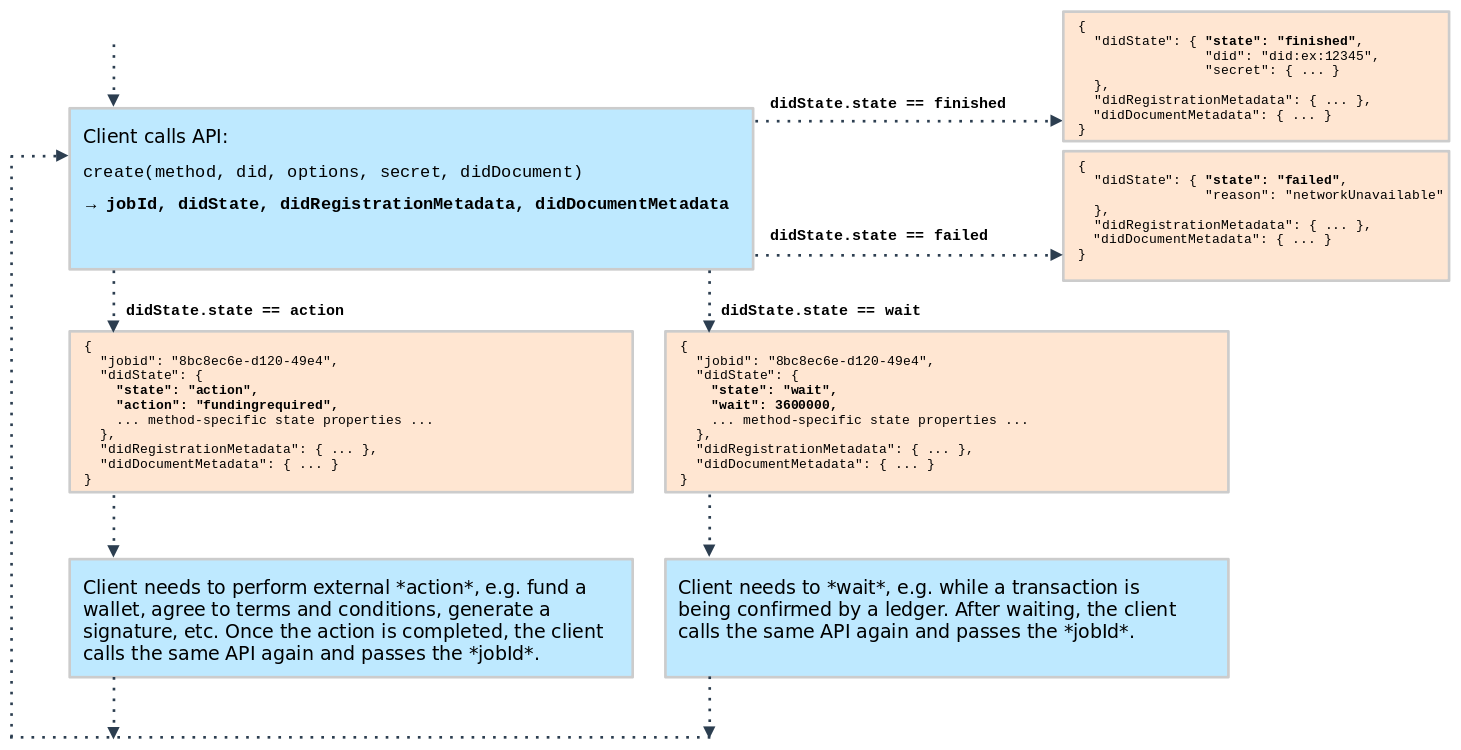 {
  "didState": { "state": "finished",
                "did": "did:ex:12345",
                "secret": { ... }
  },
  "didRegistrationMetadata": { ... },
  "didDocumentMetadata": { ... }
}
didState.state == finished
Client calls API:
create(method, did, options, secret, didDocument)
→ jobId, didState, didRegistrationMetadata, didDocumentMetadata
{
  "didState": { "state": "failed",
                "reason": "networkUnavailable"
  },
  "didRegistrationMetadata": { ... },
  "didDocumentMetadata": { ... }
}
didState.state == failed
didState.state == action
{
  "jobid": "8bc8ec6e-d120-49e4",
  "didState": {
    "state": "action",
    "action": "fundingrequired",
    ... method-specific state properties ...
  },
  "didRegistrationMetadata": { ... },
  "didDocumentMetadata": { ... }
}
didState.state == wait
{
  "jobid": "8bc8ec6e-d120-49e4",
  "didState": {
    "state": "wait",
    "wait": 3600000,
    ... method-specific state properties ...
  },
  "didRegistrationMetadata": { ... },
  "didDocumentMetadata": { ... }
}
Client needs to perform external *action*, e.g. fund a
wallet, agree to terms and conditions, generate a
signature, etc. Once the action is completed, the client
calls the same API again and passes the *jobId*.
Client needs to *wait*, e.g. while a transaction is
being confirmed by a ledger. After waiting, the client
calls the same API again and passes the *jobId*.